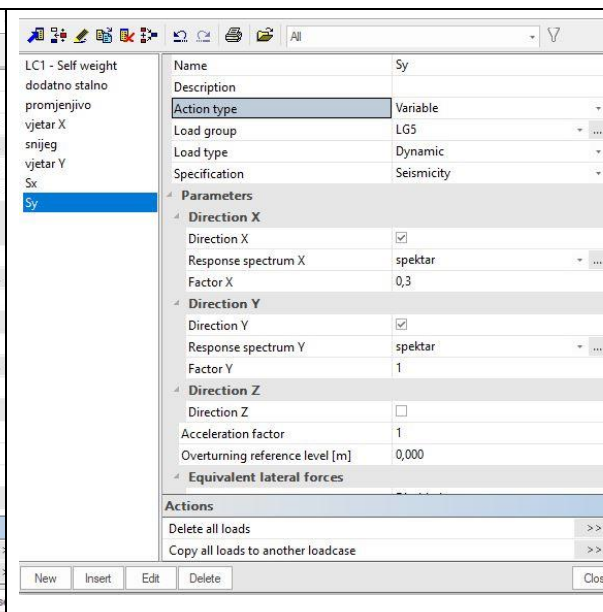 All
LC1 - Self weight
dodatno stalno
promjenjivo
vjetar X
snijeg
vjetar Y
Sx
Sy
Name Sy
Description
Action type Variable
Load group LG5 ...
Load type Dynamic
Specification Seismicity
Parameters
Direction X
Direction X
Response spectrum X spektar ...
Factor X 0,3
Direction Y
Direction Y
Response spectrum Y spektar ...
Factor Y 1
Direction Z
Direction Z
Acceleration factor 1
Overturning reference level [m] 0,000
Equivalent lateral forces
Actions
Delete all loads >>
Copy all loads to another loadcase >>
New Insert Edit Delete Clos